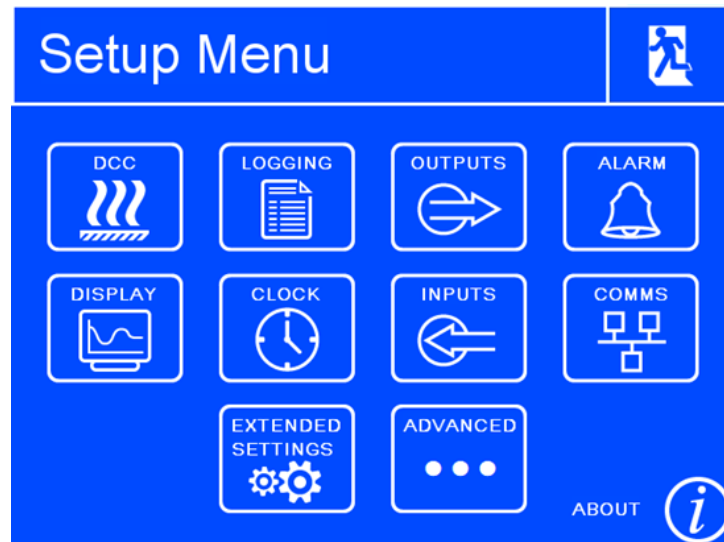 Setup Menu
DCC
LOGGING
OUTPUTS
ALARM
DISPLAY
CLOCK
INPUTS
COMMS
EXTENDED
SETTINGS
ADVANCED
ABOUT
i